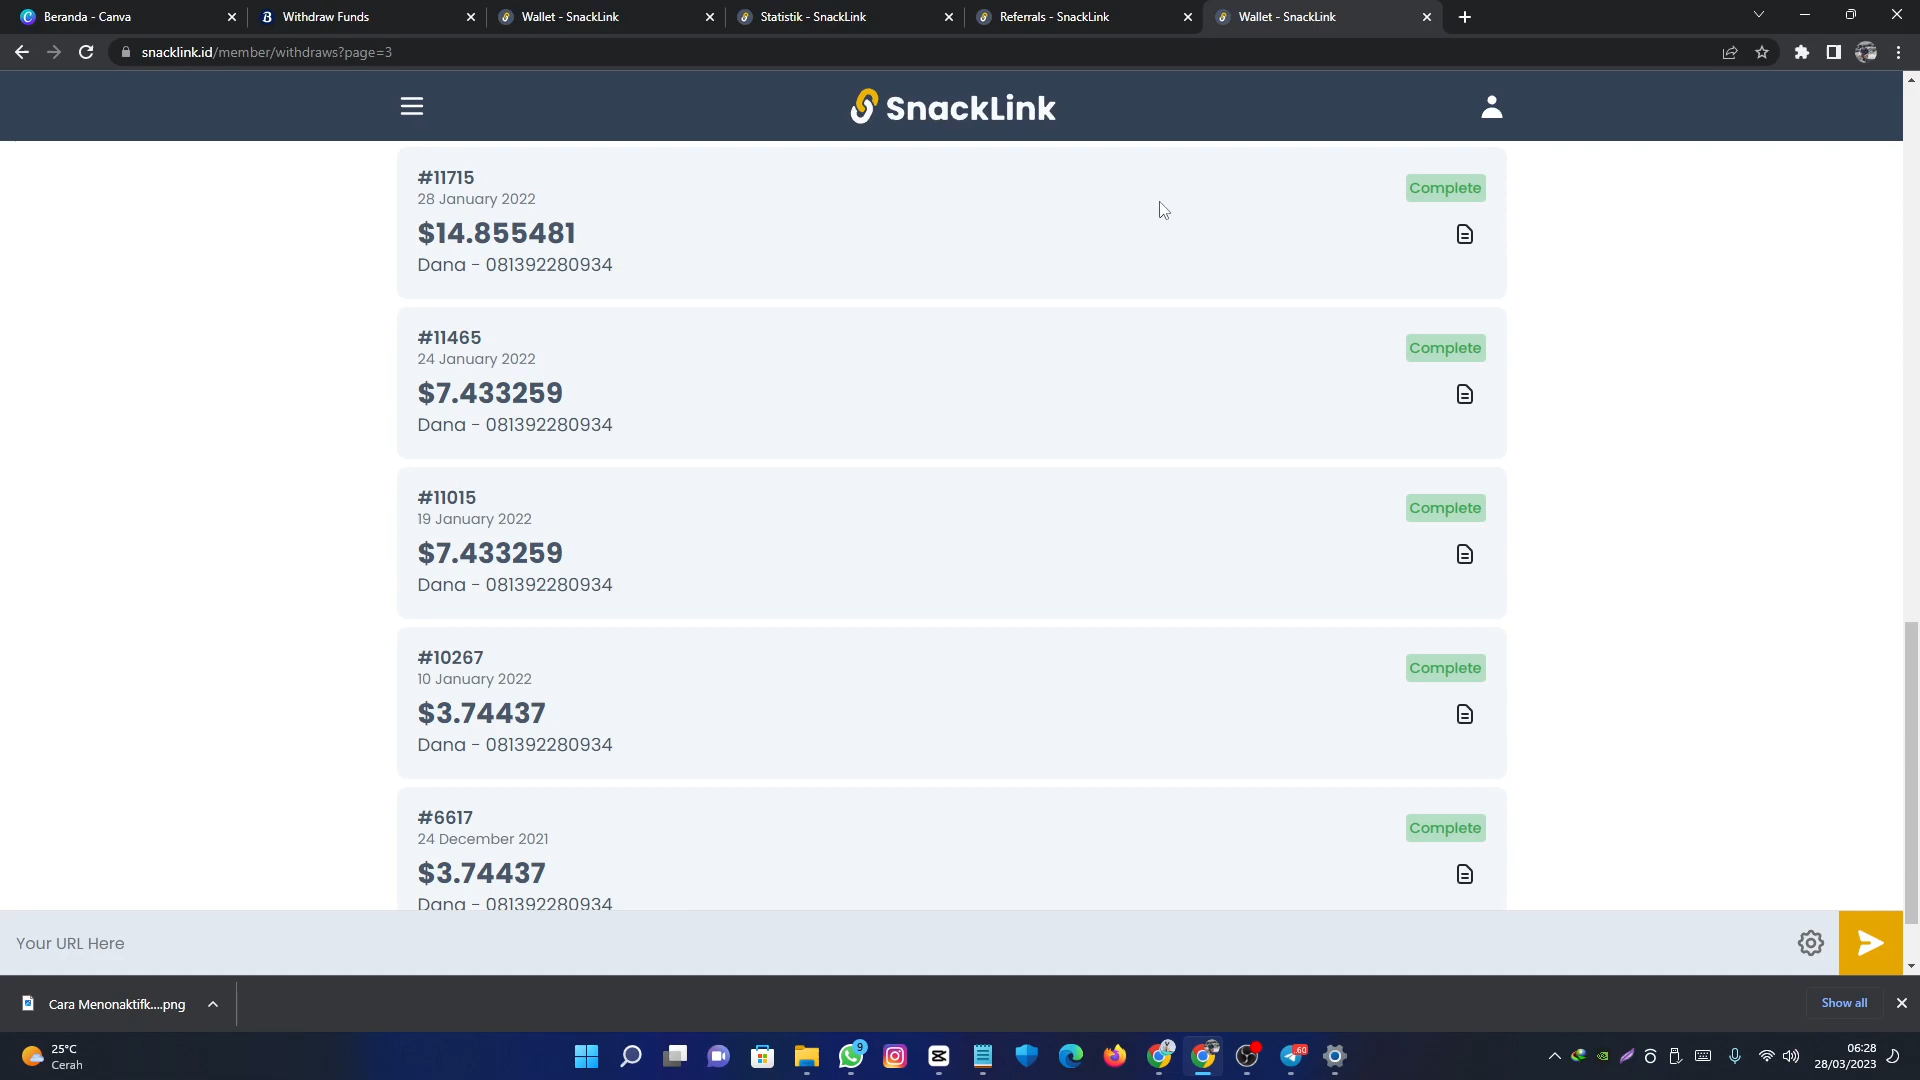 Beranda - Canva
Withdraw Funds
Wallet - SnackLink
Statistik - SnackLink
Referrals - SnackLink
Wallet - SnackLink
snacklink.id/member/withdraws?page=3
SnackLink
#11715
28 January 2022
Complete
$14.855481
Dana - 081392280934
#11465
24 January 2022
Complete
$7.433259
Dana - 081392280934
#11015
19 January 2022
Complete
$7.433259
Dana - 081392280934
#10267
10 January 2022
Complete
$3.74437
Dana - 081392280934
#6617
24 December 2021
Complete
$3.74437
Dana - 081392280934
Your URL Here
Cara Menonaktifk....png
Show all
25°C
Cerah
9
60
06:28
28/03/2023